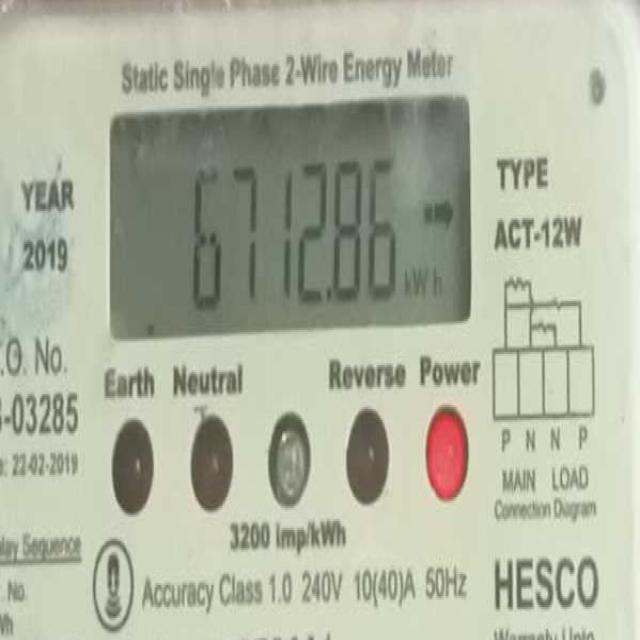 Static Single Phase 2-Wire Energy Meter
YEAR
2019
6712.86
kWh
TYPE
ACT-12W
.O. No.
-03285
: 22-02-2019
Earth Neutral Reverse Power
3200 imp/kWh
P N N P
MAIN LOAD
Connection Diagram
Sequence
No.
Accuracy Class 1.0 240V 10(40)A 50Hz
HESCO